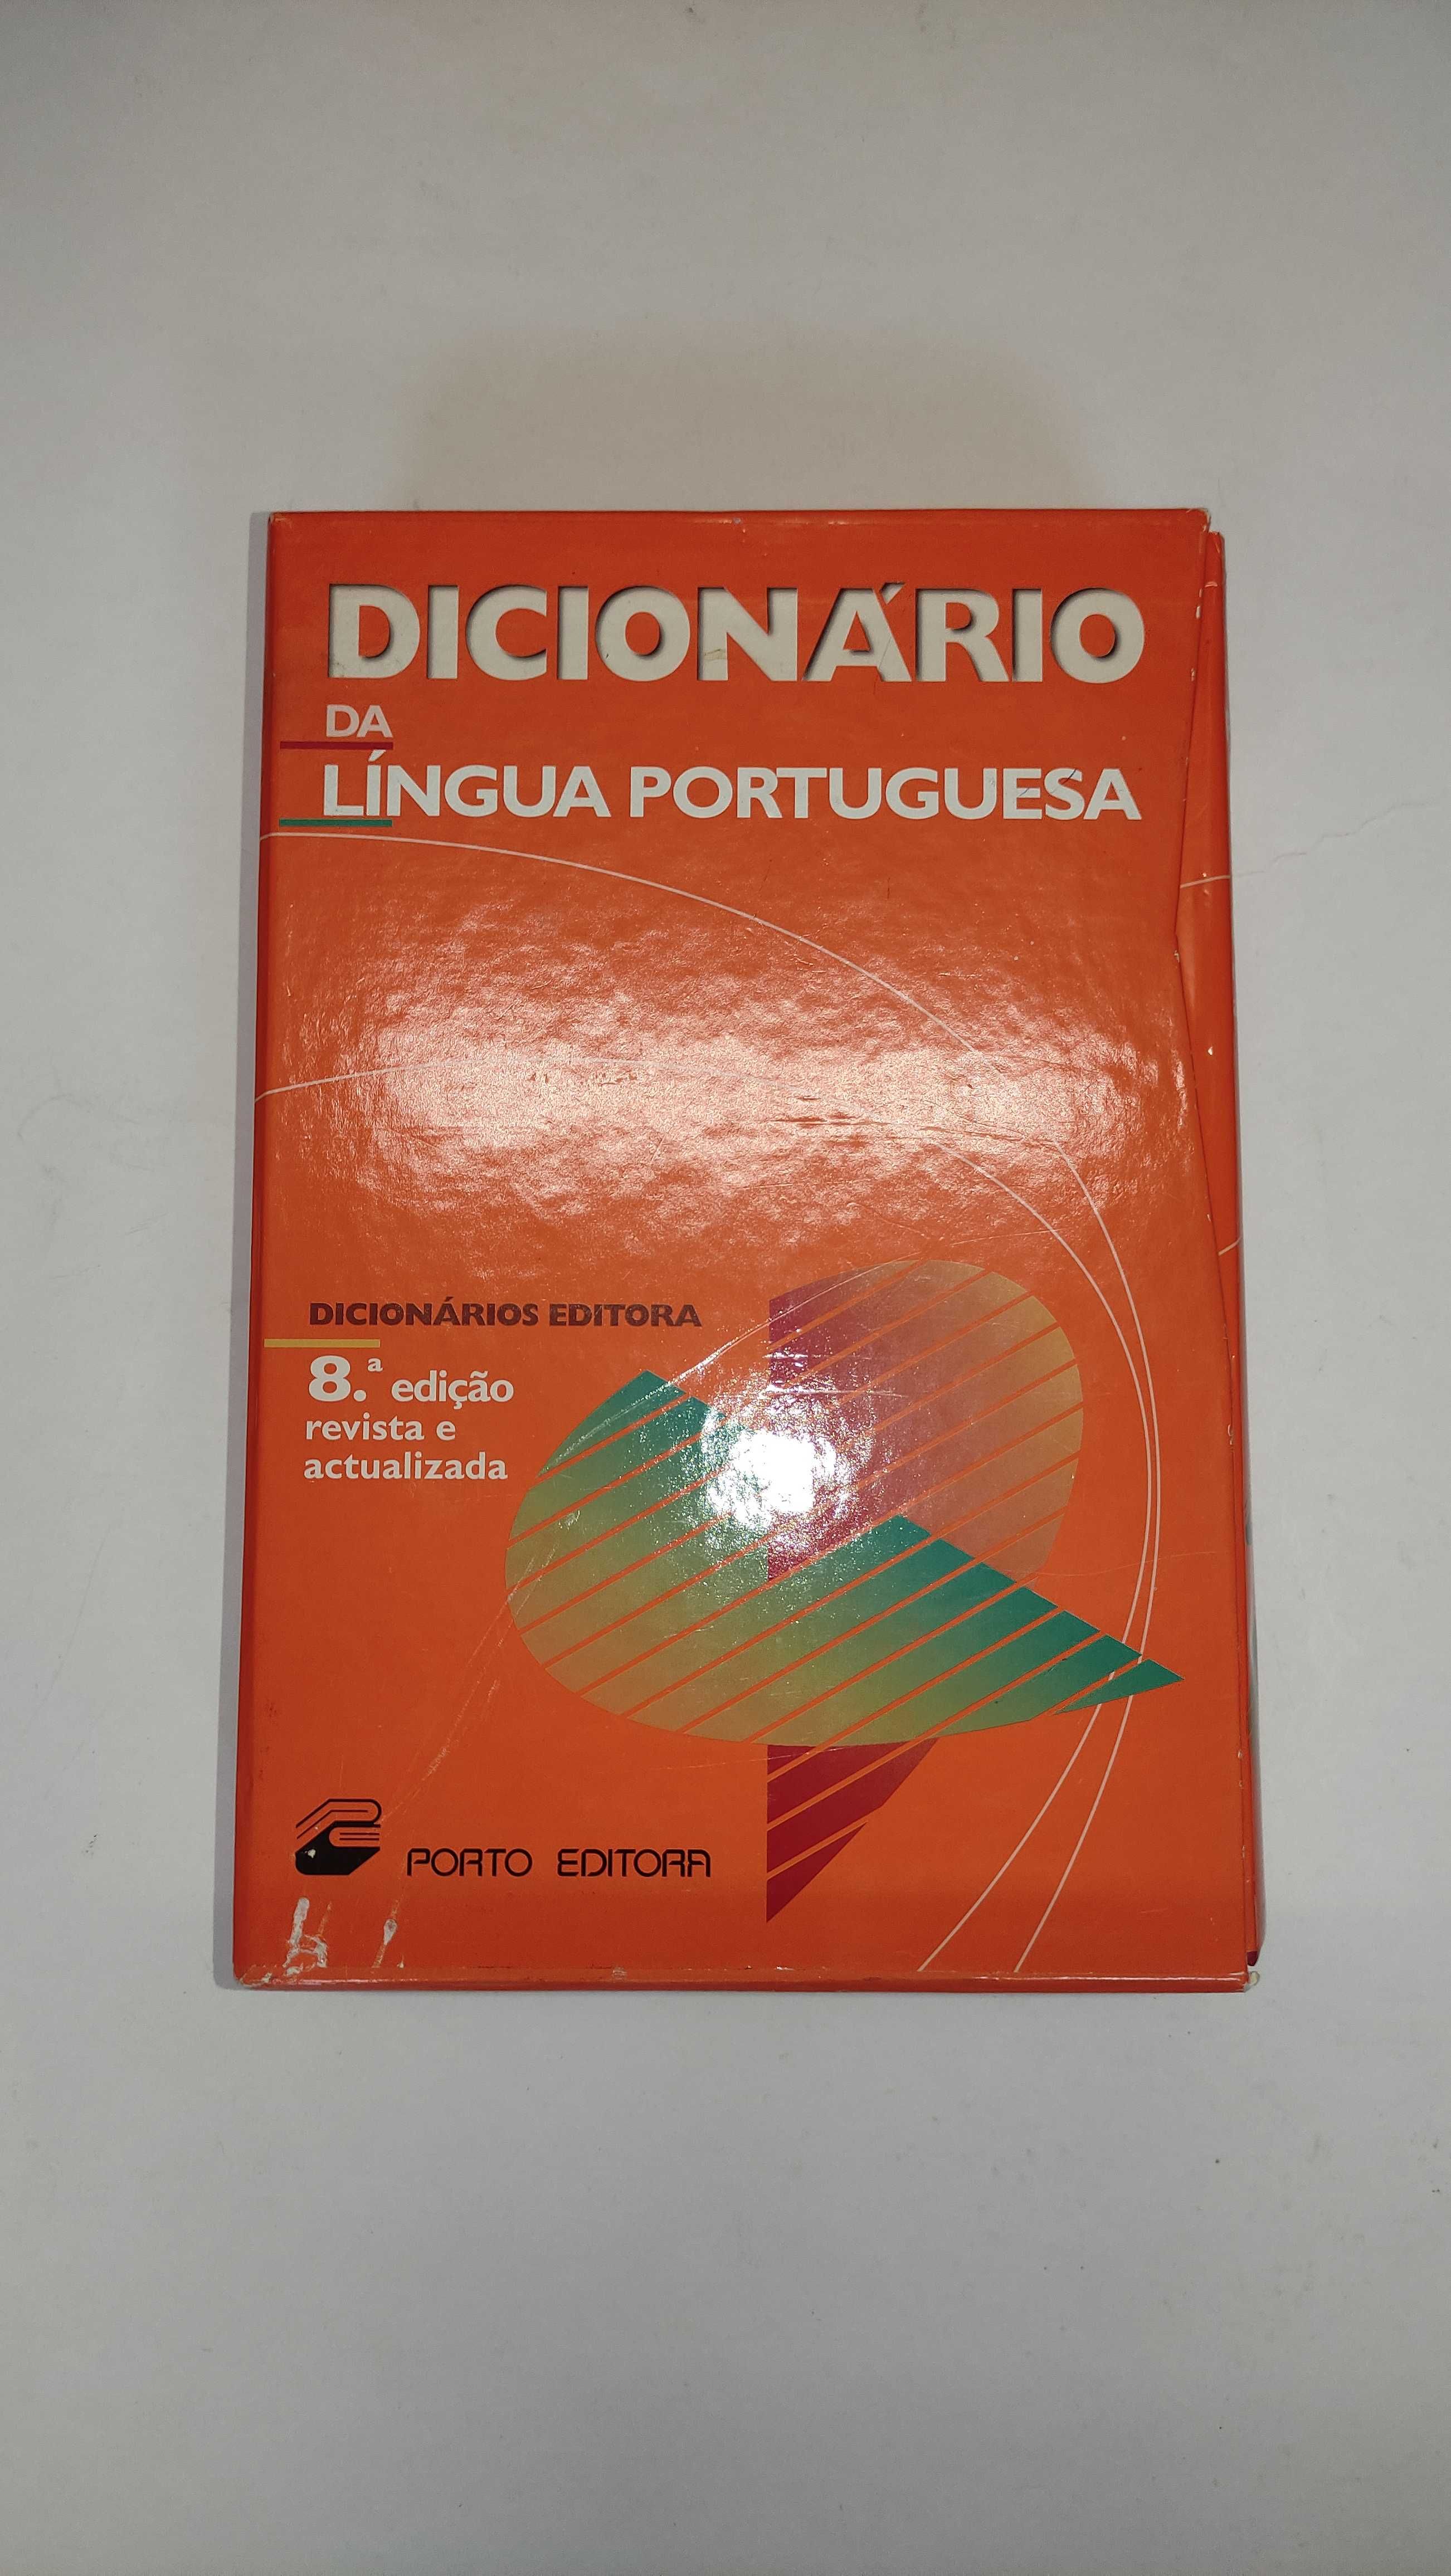 DICIONÁRIO
DA
LÍNGUA PORTUGUESA
DICIONÁRIOS EDITORA
8.ª edição
revista e
actualizada
PORTO EDITORA